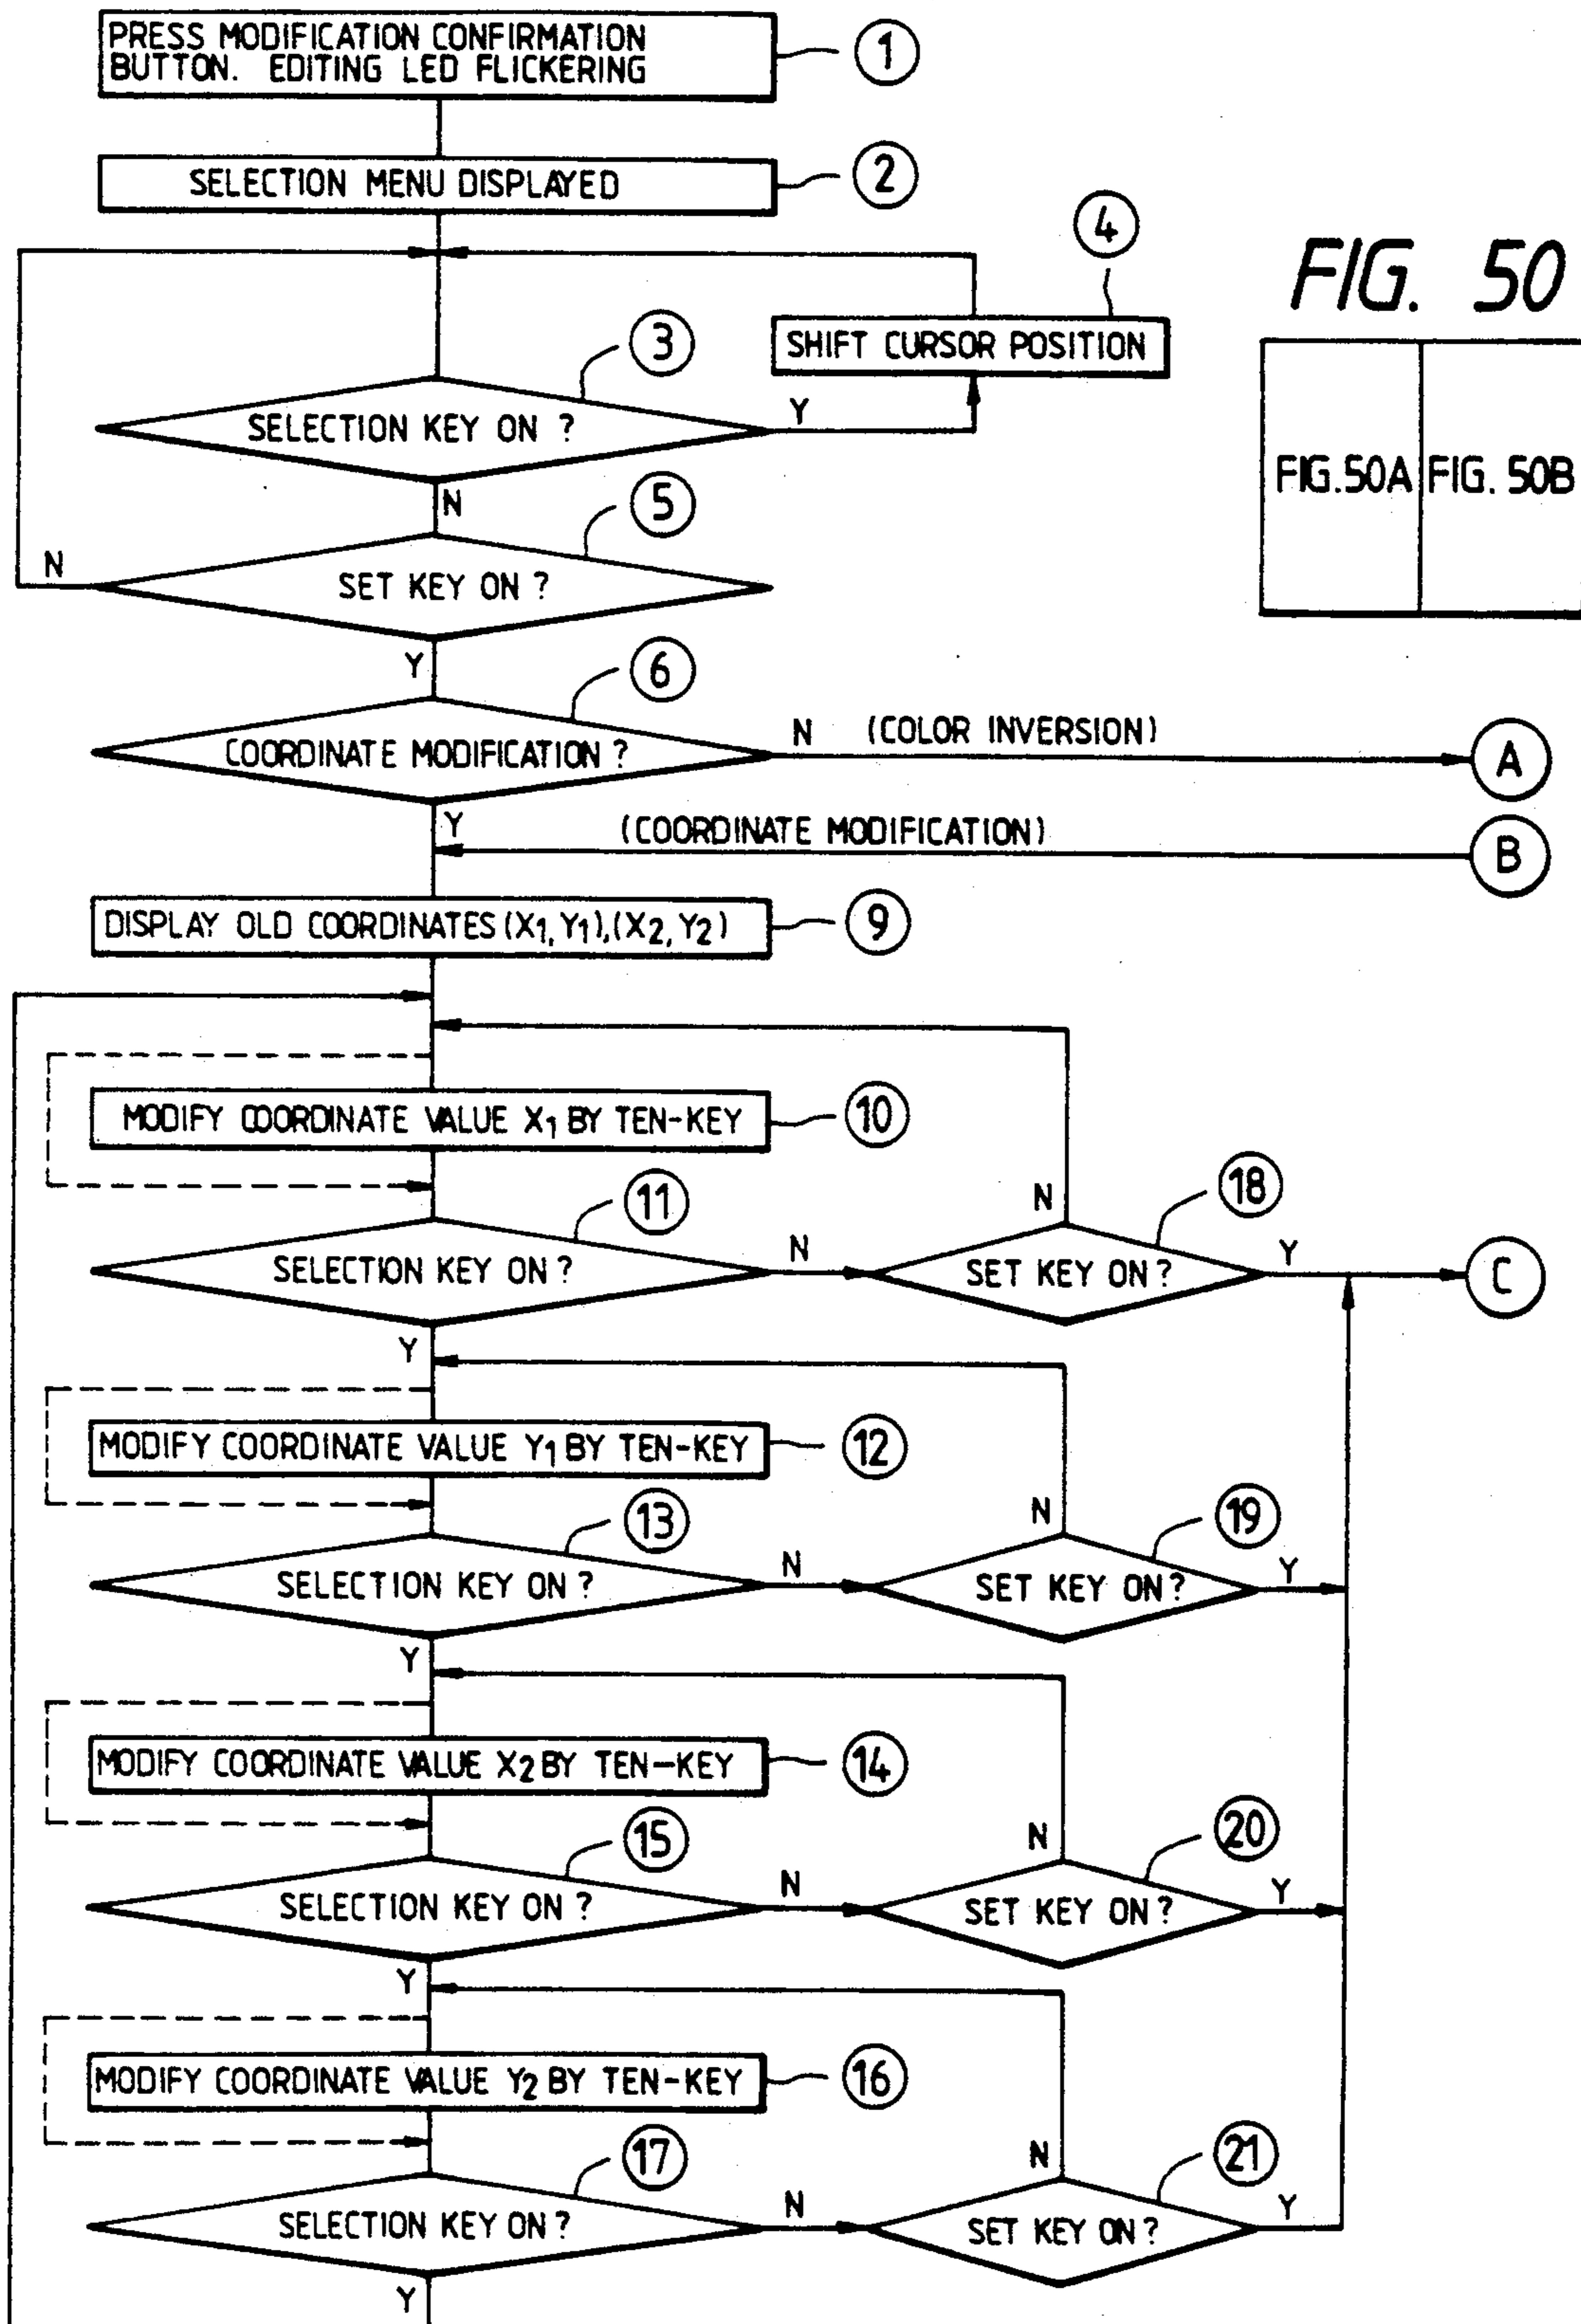 PRESS MODIFICATION CONFIRMATION
BUTTON. EDITING LED FLICKERING
1
SELECTION MENU DISPLAYED
2
4
FIG. 50
SHIFT CURSOR POSITION
3
SELECTION KEY ON ?
Y
FIG.50A
FIG. 50B
N
5
N
SET KEY ON ?
Y
6
COORDINATE MODIFICATION ?
N (COLOR INVERSION)
A
Y
(COORDINATE MODIFICATION)
B
DISPLAY OLD COORDINATES (X1, Y1),(X2, Y2)
9
MODIFY COORDINATE VALUE X1 BY TEN-KEY
10
11
N
18
SELECTION KEY ON ?
N
SET KEY ON ?
Y
C
Y
MODIFY COORDINATE VALUE Y1 BY TEN-KEY
12
13
N
19
SELECTION KEY ON ?
N
SET KEY ON ?
Y
Y
MODIFY COORDINATE VALUE X2 BY TEN-KEY
14
15
N
20
SELECTION KEY ON ?
N
SET KEY ON ?
Y
Y
MODIFY COORDINATE VALUE Y2 BY TEN-KEY
16
17
N
21
SELECTION KEY ON ?
N
SET KEY ON ?
Y
Y